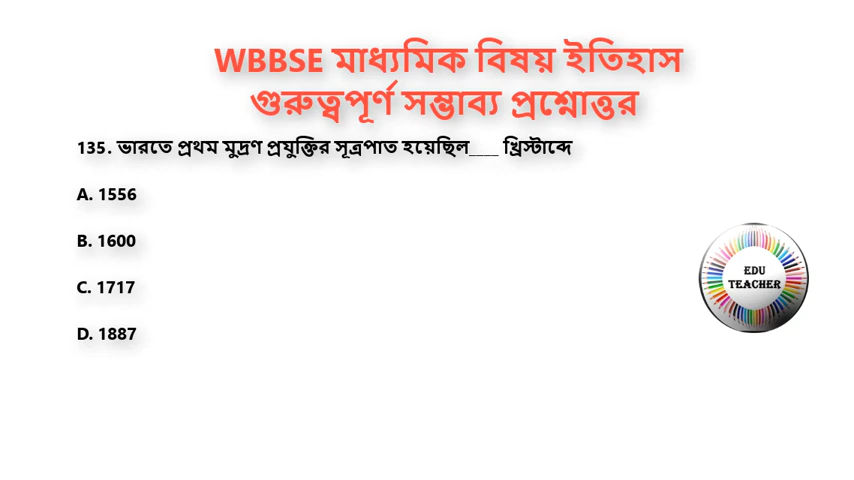 WBBSE মাধ্যমিক বিষয় ইতিহাস
গুরুত্বপূর্ণ সম্ভাব্য প্রশ্নোত্তর
135. ভারতে প্রথম মুদ্রণ প্রযুক্তির সূত্রপাত হয়েছিল____ খ্রিস্টাব্দে
A. 1556
B. 1600
C. 1717
D. 1887
EDU
TEACHER